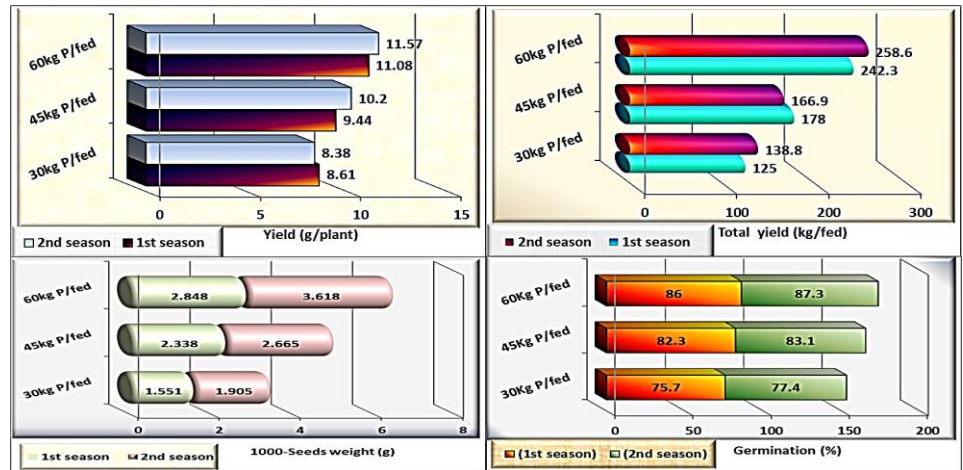 60kg P/fed
11.57
11.08
45kg P/fed
10.2
9.44
30kg P/fed
8.38
8.61
0 5 10 15
2nd season 1st season
Yield (g/plant)
60kg P/fed
258.6
242.3
45kg P/fed
166.9
178
30kg P/fed
138.8
125
0 100 200 300
2nd season 1st season
Total yield (kg/fed)
60kg P/fed
2.848 3.618
45kg P/fed
2.338 2.665
30kg P/fed
1.551 1.905
0 2 4 6 8
1st season 2nd season
1000-Seeds weight (g)
60Kg P/fed
86 87.3
45Kg P/fed
82.3 83.1
30Kg P/fed
75.7 77.4
0 50 100 150 200
(1st season) (2nd season)
Germination (%)